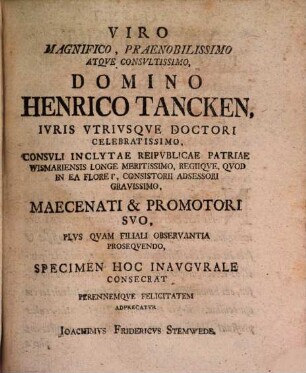 VIRO
MAGNIFICO, PRAENOBILISSIMO
ATQVE CONSVLTISSIMO,
DOMINO
HENRICO TANCKEN,
IVRIS VTRIVSQVE DOCTORI
CELEBRATISSIMO,
CONSVLI INCLYTAE REIPVBLICAE PATRIAE
WISMARIENSIS LONGE MERITISSIMO, REGIIQVE, QVOD
IN EA FLORET, CONSISTORII ADSESSORI
GRAVISSIMO,
MAECENATI & PROMOTORI
SVO,
PLVS QVAM FILIALI OBSERVANTIA
PROSEQVENDO,
SPECIMEN HOC INAVGVRALE
CONSECRAT
PERENNEMQVE FELICITATEM
ADPRECATVR
JOACHIMVS FRIDERICVS STEMWEDE.